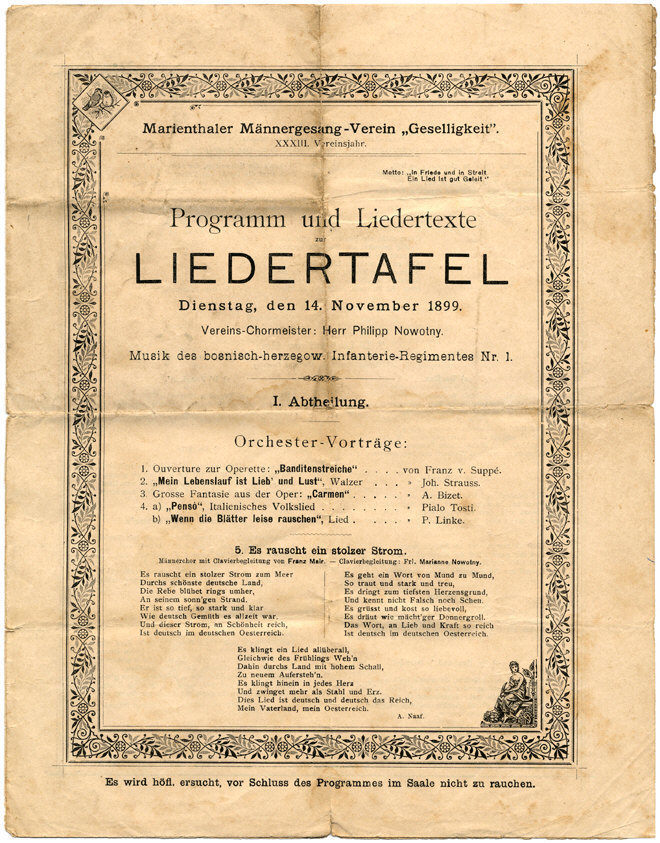 Marienthaler Männergesang-Verein „Geselligkeit“.
XXXIII. Vereinsjahr.
Motto: „In Friede und in Streit
Ein Lied ist gut Geleit.“
Programm und Liedertexte
zur
LIEDERTAFEL
Dienstag, den 14. November 1899.
Vereins-Chormeister: Herr Philipp Nowotny.
Musik des bosnisch-herzegow. Infanterie-Regimentes Nr. 1.
I. Abtheilung.
Orchester-Vorträge:
1. Ouverture zur Operette: „Banditenstreiche“ . . . . von Franz v. Suppé.
2. „Mein Lebenslauf ist Lieb' und Lust“, Walzer . . . „ Joh. Strauss.
3. Grosse Fantasie aus der Oper: „Carmen“ . . . . . „ A. Bizet.
4. a) „Pensó“, Italienisches Volkslied . . . . . „ Pialo Tosti.
b) „Wenn die Blätter leise rauschen“, Lied . . . . „ P. Linke.
5. Es rauscht ein stolzer Strom.
Männerchor mit Clavierbegleitung von Franz Mair. — Clavierbegleitung: Frl. Marianne Nowotny.
Es rauscht ein stolzer Strom zum Meer
Durchs schönste deutsche Land,
Die Rebe blühet rings umher,
An seinem sonn'gen Strand.
Er ist so tief, so stark und klar
Wie deutsch Gemüth es allzeit war.
Und dieser Strom, an Schönheit reich,
Ist deutsch im deutschen Oesterreich.
Es geht ein Wort von Mund zu Mund,
So traut und stark und treu,
Es dringt zum tiefsten Herzensgrund,
Und kennt nicht Falsch noch Scheu.
Es grüsst und kost so liebevoll,
Es dräut wie mächt'ger Donnergroll.
Das Wort, an Lieb und Kraft so reich
Ist deutsch im deutschen Oesterreich.
Es klingt ein Lied allüberall,
Gleichwie des Frühlings Weh'n
Dahin durchs Land mit hohem Schall,
Zu neuem Aufersteh'n.
Es klingt hinein in jedes Herz
Und zwinget mehr als Stahl und Erz.
Dies Lied ist deutsch und deutsch das Reich,
Mein Vaterland, mein Oesterreich.
A. Naaf.
Es wird höfl. ersucht, vor Schluss des Programmes im Saale nicht zu rauchen.